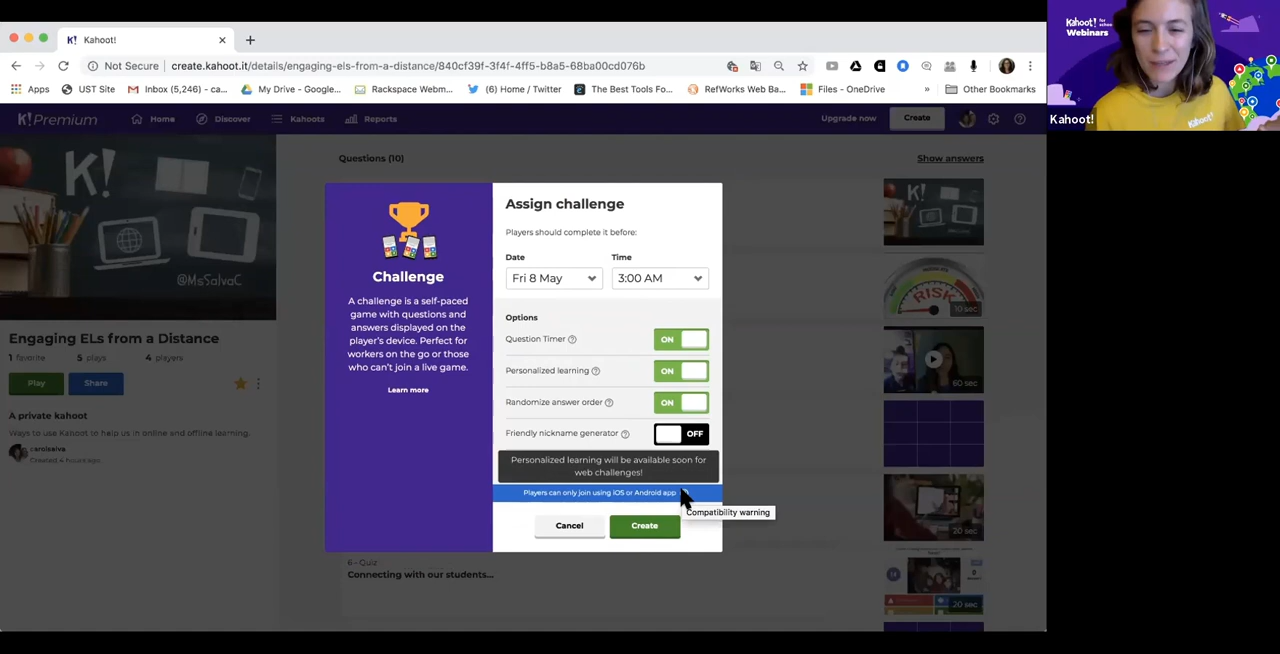 Kahoot!
Not Secure
create.kahoot.it/details/engaging-els-from-a-distance/840cf39f-3f4f-4ff5-b8a5-68ba00cd076b
Apps
UST Site
Inbox (5,246) - ca...
My Drive - Google...
Rackspace Webm...
(6) Home / Twitter
The Best Tools Fo...
RefWorks Web Ba...
Files - OneDrive
»
Other Bookmarks
Kahoot! for school
Webinars
Kahoot!
Kahoot!
K!Premium
Home
Discover
Kahoots
Reports
Upgrade now
Create
K!
@MsSalvaC
Engaging ELs from a Distance
1 favorite
5 plays
4 players
Play
Share
A private kahoot
Ways to use Kahoot to help us in online and offline learning.
carolsalva
Created 4 hours ago.
Questions (10)
Show answers
Challenge
A challenge is a self-paced
game with questions and
answers displayed on the
player's device. Perfect for
workers on the go or those
who can't join a live game.
Learn more
Assign challenge
Players should complete it before:
Date
Time
Fri 8 May
3:00 AM
Options
Question Timer
ON
Personalized learning
ON
Randomize answer order
ON
Friendly nickname generator
OFF
Personalized learning will be available soon for
web challenges!
Players can only join using iOS or Android app
Compatibility warning
Cancel
Create
6 - Quiz
Connecting with our students...
K!
RISK
10 sec
60 sec
20 sec
20 sec